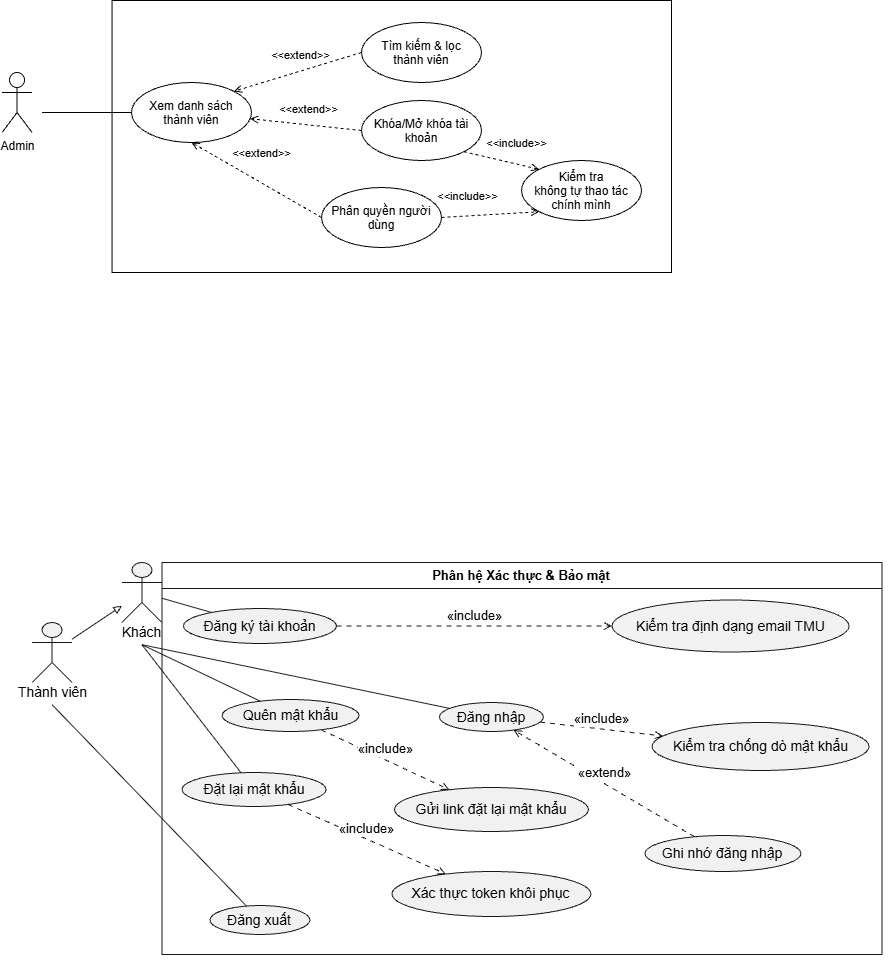 Tìm kiếm & lọc
thành viên
<<extend>>
Xem danh sách
thành viên
<<extend>>
Khóa/Mở khóa tài
khoản
Admin
<<extend>>
<<include>>
Kiểm tra
không tự thao tác
chính mình
<<include>>
Phân quyền người
dùng
Phân hệ Xác thực & Bảo mật
Khách
Đăng ký tài khoản
«include»
Kiểm tra định dạng email TMU
Thành viên
Quên mật khẩu
Đăng nhập
«include»
Kiểm tra chống dò mật khẩu
«include»
«extend»
Đặt lại mật khẩu
Gửi link đặt lại mật khẩu
«include»
Ghi nhớ đăng nhập
Xác thực token khôi phục
Đăng xuất